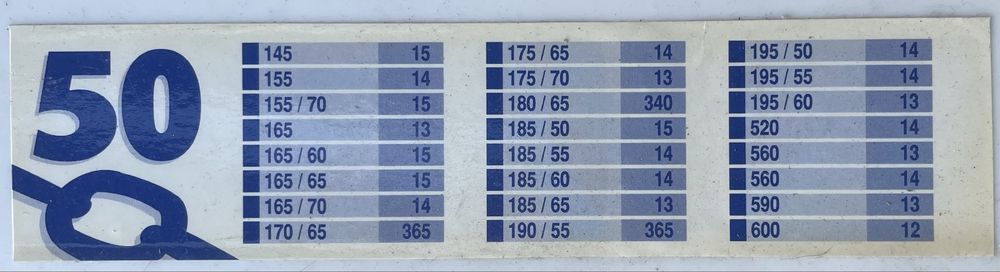 50
145 15
155 14
155 / 70 15
165 13
165 / 60 15
165 / 65 15
165 / 70 14
170 / 65 365
175 / 65 14
175 / 70 13
180 / 65 340
185 / 50 15
185 / 55 14
185 / 60 14
185 / 65 13
190 / 55 365
195 / 50 14
195 / 55 14
195 / 60 13
520 14
560 13
560 14
590 13
600 12